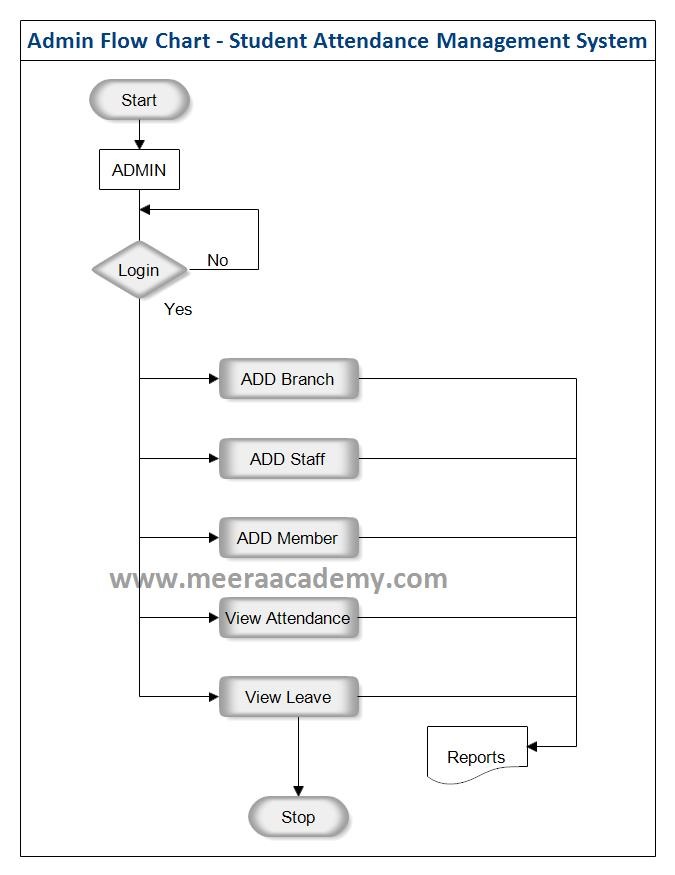 Admin Flow Chart - Student Attendance Management System
Start
ADMIN
Login
No
Yes
ADD Branch
ADD Staff
ADD Member
www.meeraacademy.com
View Attendance
View Leave
Reports
Stop